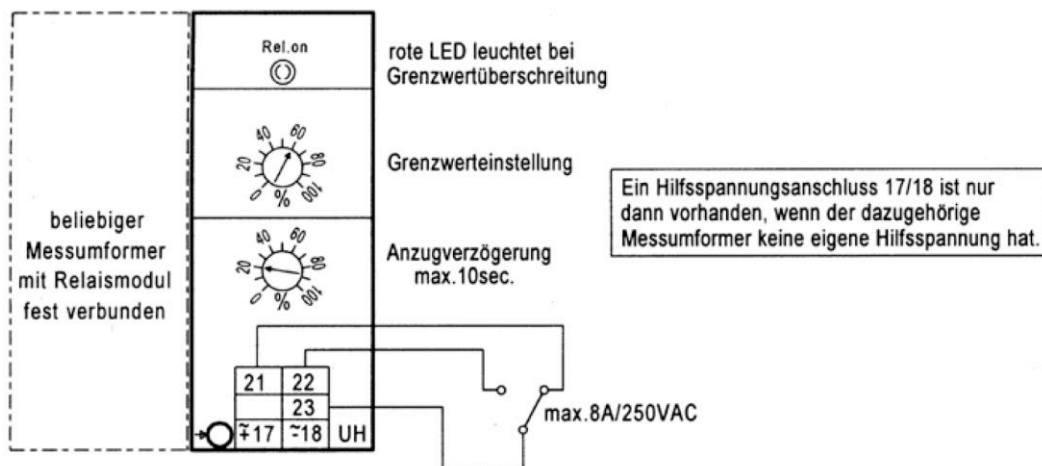 Rel.on
rote LED leuchtet bei
Grenzwertüberschreitung
0 20 40 60 80 100
%
Grenzwerteinstellung
0 20 40 60 80 100
%
Anzugverzögerung
max.10sec.
beliebiger
Messumformer
mit Relaismodul
fest verbunden
Ein Hilfsspannungsanschluss 17/18 ist nur
dann vorhanden, wenn der dazugehörige
Messumformer keine eigene Hilfsspannung hat.
21 22
23
17 18 UH
max.8A/250VAC